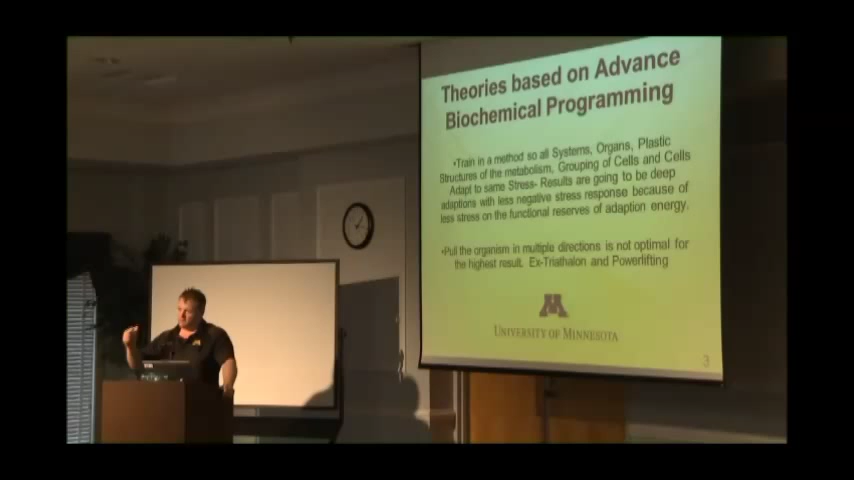 Theories based on Advance
Biochemical Programming
•Train in a method so all Systems, Organs, Plastic
Structures of the metabolism, Grouping of Cells and Cells
Adapt to same Stress- Results are going to be deep
adaptions with less negative stress response because of
less stress on the functional reserves of adaption energy.
•Pull the organism in multiple directions is not optimal for
the highest result. Ex-Triathalon and Powerlifting
M
UNIVERSITY OF MINNESOTA
3